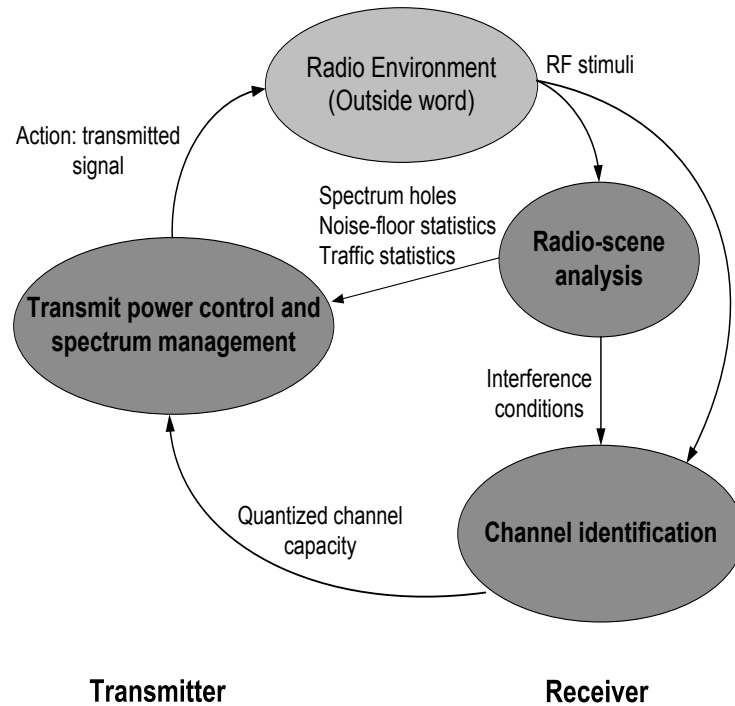 Radio Environment
(Outside word)
RF stimuli
Action: transmitted
signal
Spectrum holes
Noise-floor statistics
Traffic statistics
Radio-scene
analysis
Transmit power control and
spectrum management
Interference
conditions
Quantized channel
capacity
Channel identification
Transmitter
Receiver